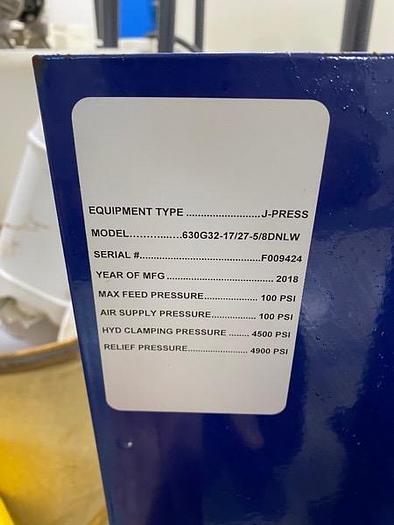 EQUIPMENT TYPE .........................J-PRESS
MODEL..................630G32-17/27-5/8DNLW
SERIAL #.........................................F009424
YEAR OF MFG.................................... 2018
MAX FEED PRESSURE.................. 100 PSI
AIR SUPPLY PRESSURE............... 100 PSI
HYD CLAMPING PRESSURE ....... 4500 PSI
RELIEF PRESSURE...................... 4900 PSI